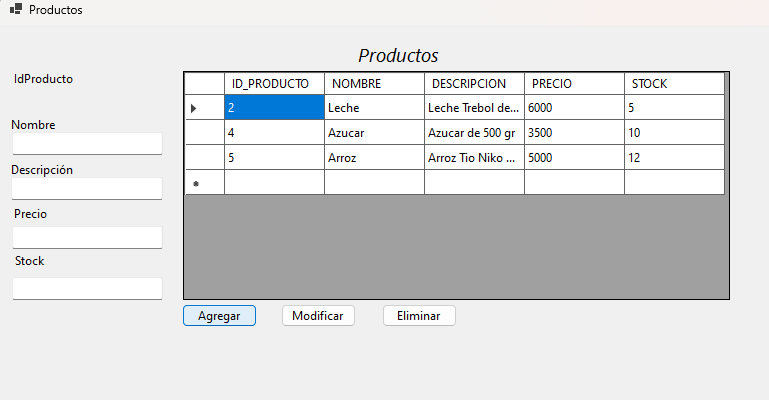 Productos
Productos
IdProducto
Nombre
Descripción
Precio
Stock
ID_PRODUCTO NOMBRE DESCRIPCION PRECIO STOCK
2 Leche Leche Trebol de... 6000 5
4 Azucar Azucar de 500 gr 3500 10
5 Arroz Arroz Tio Niko ... 5000 12
Agregar Modificar Eliminar